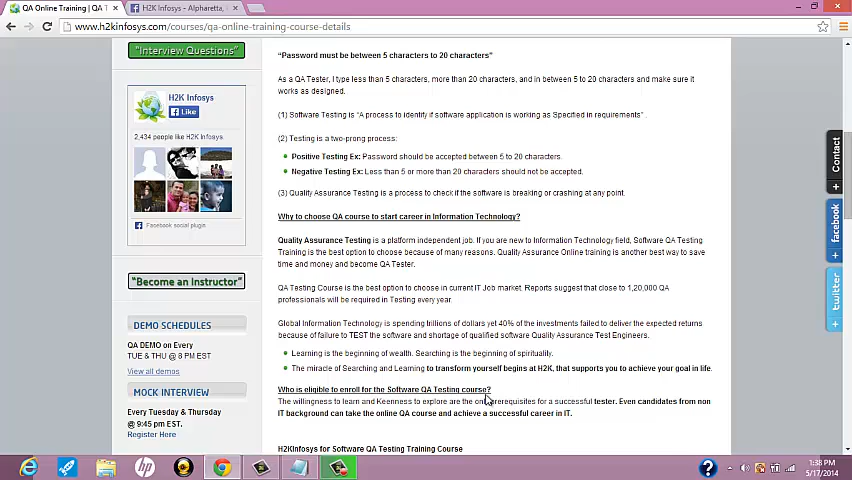 QA Online Training | QA T
H2K Infosys - Alpharetta,
www.h2kinfosys.com/courses/qa-online-training-course-details
"Interview Questions"
H2K Infosys
Like
2,434 people like H2K Infosys.
Facebook social plugin
"Become an Instructor"
DEMO SCHEDULES
QA DEMO on Every
TUE & THU @ 8 PM EST
View all demos
MOCK INTERVIEW
Every Tuesday & Thursday
@ 9:45 pm EST
Register Here
"Password must be between 5 characters to 20 characters"
As a QA Tester, I type less than 5 characters, more than 20 characters, and in between 5 to 20 characters and make sure it
works as designed.
(1) Software Testing is "A process to identify if software application is working as Specified in requirements" .
(2) Testing is a two-prong process:
Positive Testing Ex: Password should be accepted between 5 to 20 characters.
Negative Testing Ex: Less than 5 or more than 20 characters should not be accepted.
(3) Quality Assurance Testing is a process to check if the software is breaking or crashing at any point.
Why to choose QA course to start career in Information Technology?
Quality Assurance Testing is a platform independent job. If you are new to Information Technology field, Software QA Testing
Training is the best option to choose because of many reasons. Quality Assurance Online training is another best way to save
time and money and become QA Tester.
QA Testing Course is the best option to choose in current IT Job market. Reports suggest that close to 1,20,000 QA
professionals will be required in Testing every year.
Global Information Technology is spending trillions of dollars yet 40% of the investments failed to deliver the expected returns
because of failure to TEST the software and shortage of qualified software Quality Assurance Test Engineers.
Learning is the beginning of wealth. Searching is the beginning of spirituality.
The miracle of Searching and Learning to transform yourself begins at H2K, that supports you to achieve your goal in life.
Who is eligible to enroll for the Software QA Testing course?
The willingness to learn and Keenness to explore are the rerequisites for a successful tester. Even candidates from non
IT background can take the online QA course and achieve a successful career in IT.
H2KInfosys for Software QA Testing Training Course
Contact
facebook
twitter
hp
1:38 PM
5/17/2014